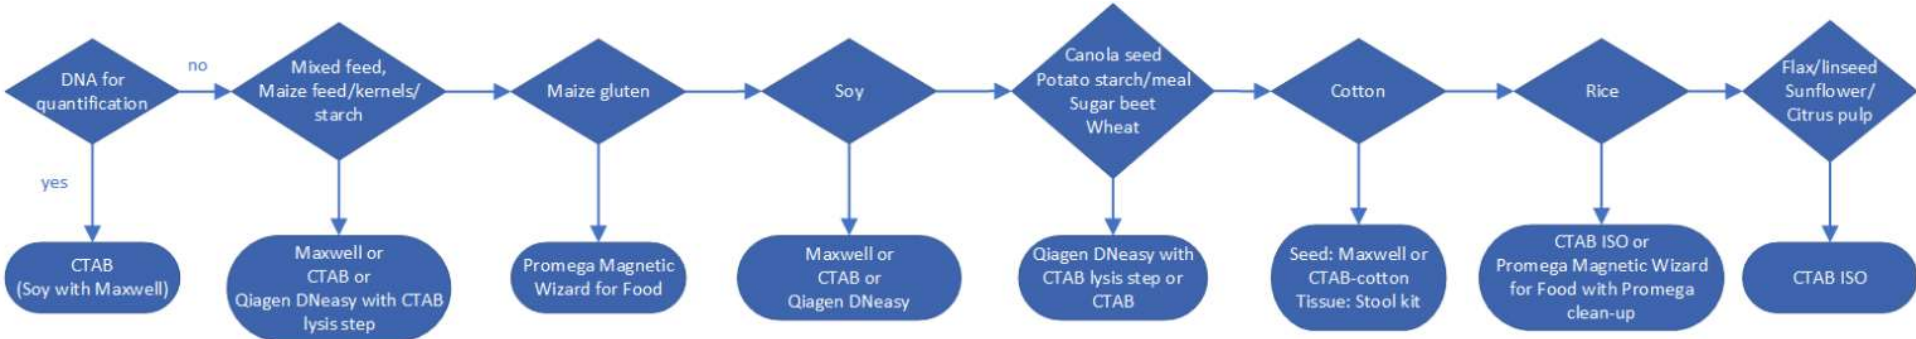 DNA for
quantification
no
yes
CTAB
(Soy with Maxwell)
Mixed feed,
Maize feed/kernels/
starch
Maxwell or
CTAB or
Qiagen DNeasy with CTAB
lysis step
Maize gluten
Promega Magnetic
Wizard for Food
Soy
Maxwell or
CTAB or
Qiagen DNeasy
Canola seed
Potato starch/meal
Sugar beet
Wheat
Qiagen DNeasy with
CTAB lysis step or
CTAB
Cotton
Seed: Maxwell or
CTAB-cotton
Tissue: Stool kit
Rice
CTAB ISO or
Promega Magnetic Wizard
for Food with Promega
clean-up
Flax/linseed
Sunflower/
Citrus pulp
CTAB ISO